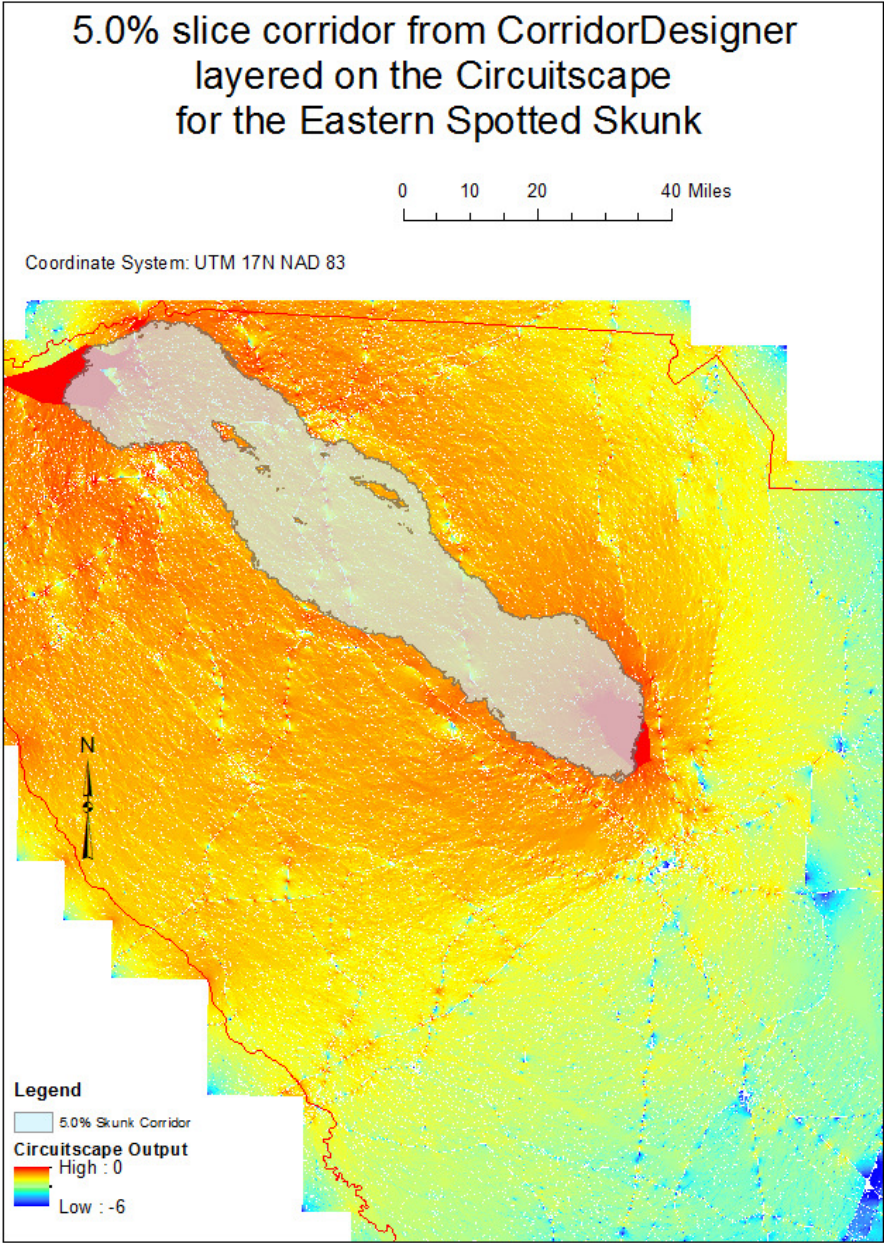 5.0% slice corridor from CorridorDesigner
layered on the Circuitscape
for the Eastern Spotted Skunk
0 10 20 40 Miles
Coordinate System: UTM 17N NAD 83
N
Legend
5.0% Skunk Corridor
Circuitscape Output
High : 0
Low : -6